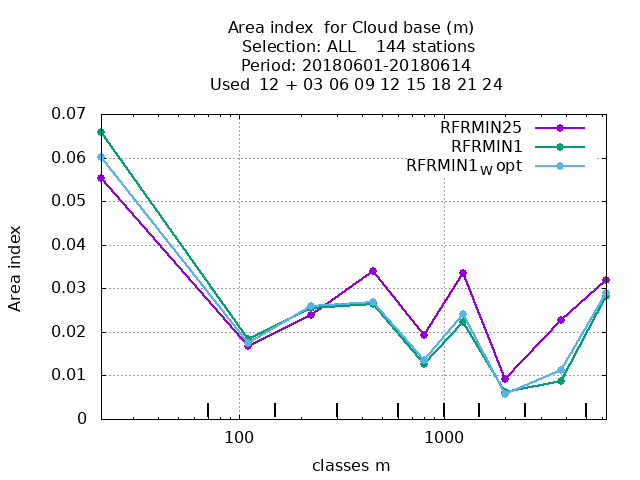 Area index  for Cloud base (m)
Selection: ALL    144 stations
Period: 20180601-20180614
Used  12 + 03 06 09 12 15 18 21 24
RFRMIN25
RFRMIN1
RFRMIN1wopt
0.07
0.06
0.05
0.04
0.03
0.02
0.01
0
Area index
100 1000
classes m